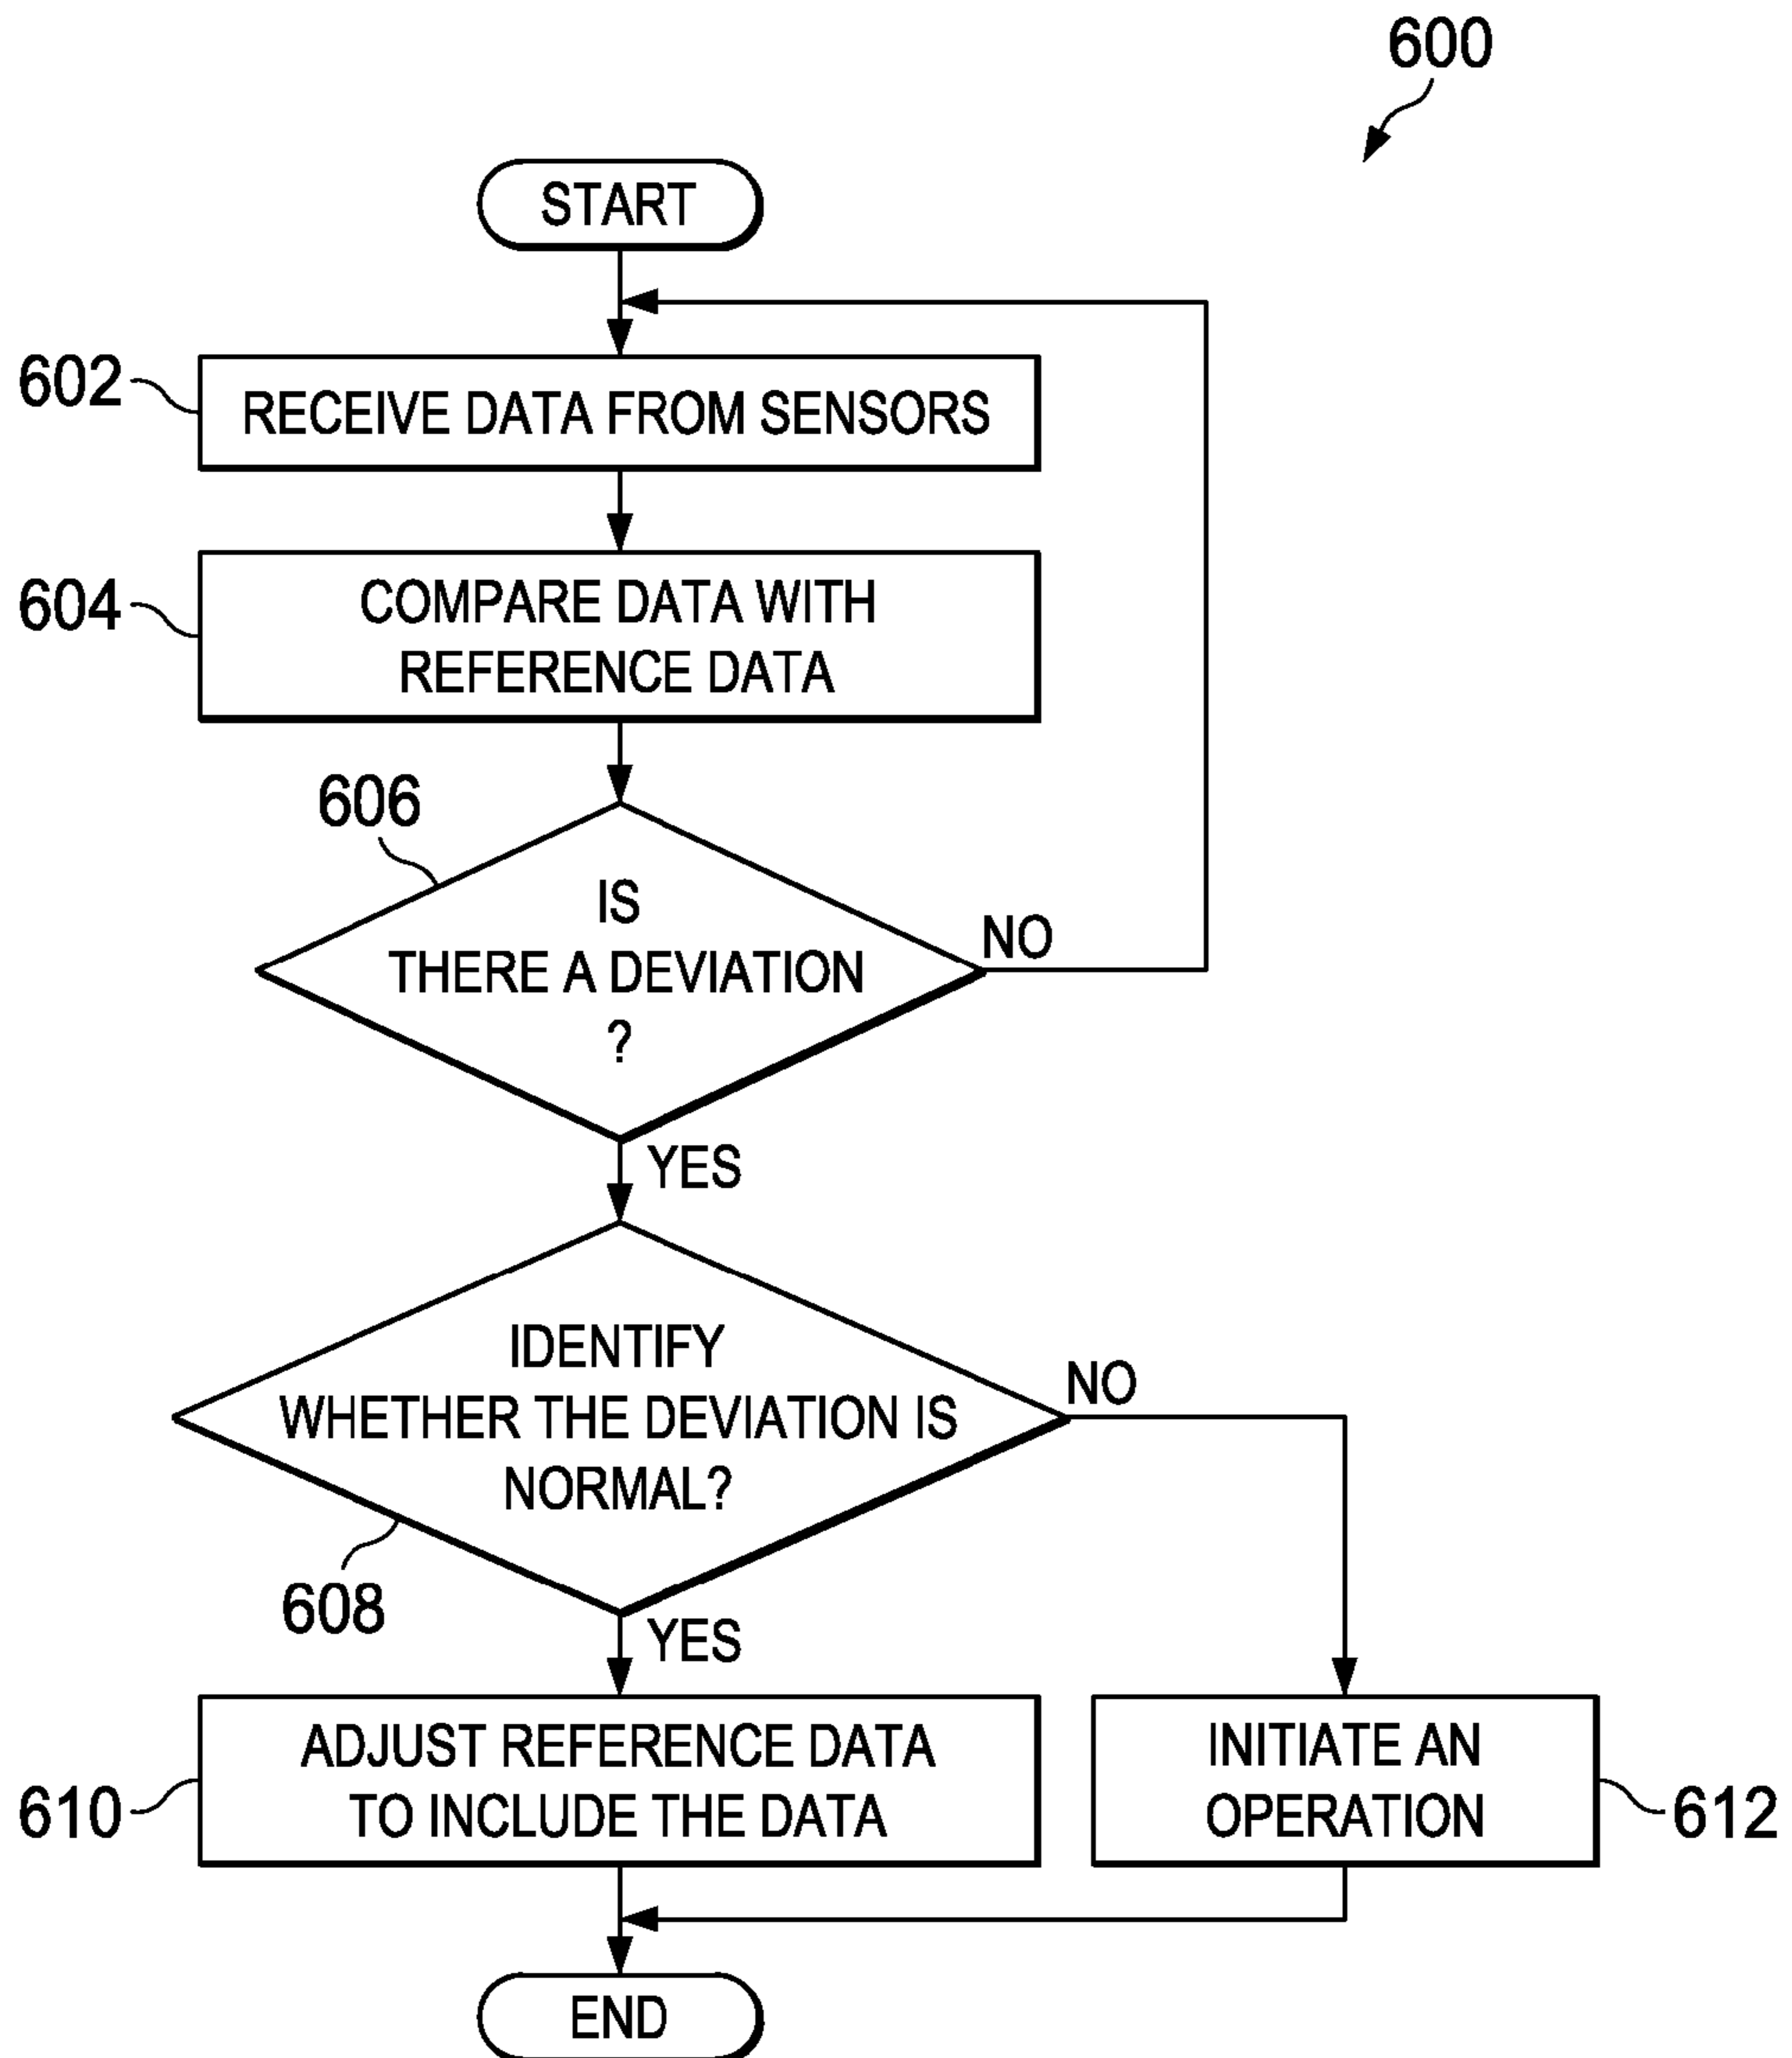 600
START
602
RECEIVE DATA FROM SENSORS
604
COMPARE DATA WITH
REFERENCE DATA
606
IS
THERE A DEVIATION
?
NO
YES
IDENTIFY
WHETHER THE DEVIATION IS
NORMAL?
NO
608
YES
610
ADJUST REFERENCE DATA
TO INCLUDE THE DATA
INITIATE AN
OPERATION
612
END